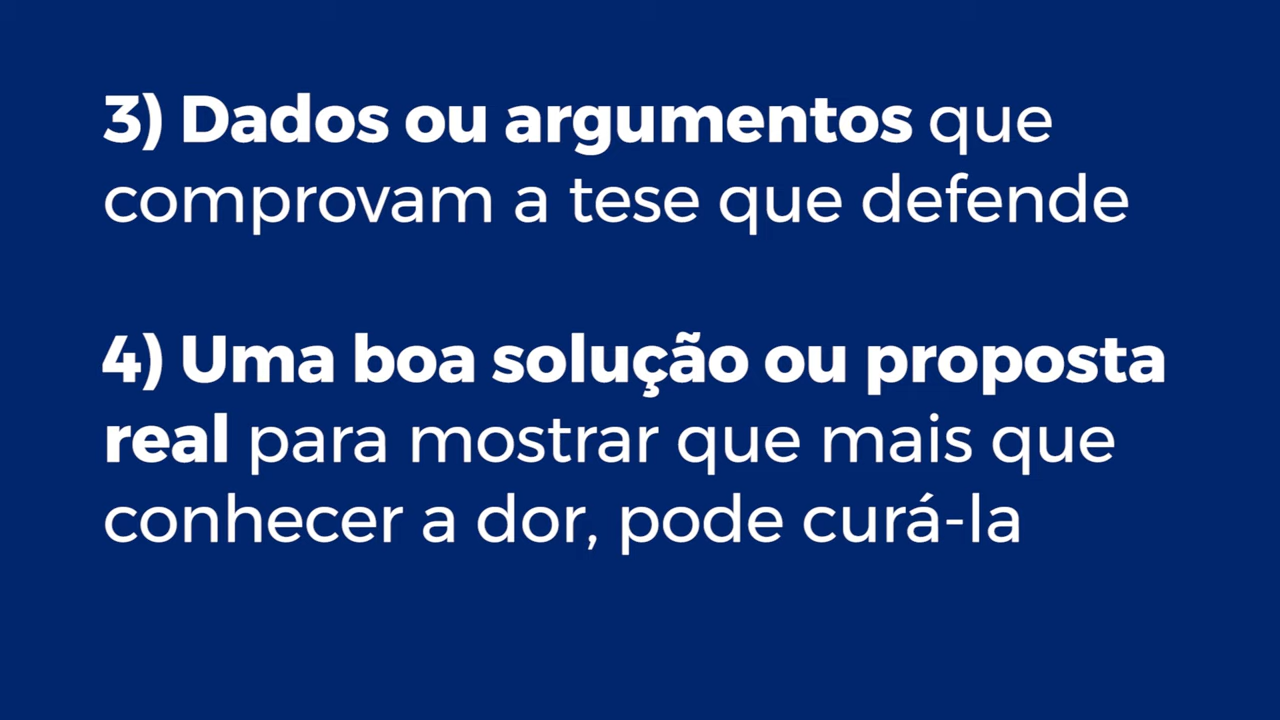 3) Dados ou argumentos que
comprovam a tese que defende
4) Uma boa solução ou proposta
real para mostrar que mais que
conhecer a dor, pode curá-la